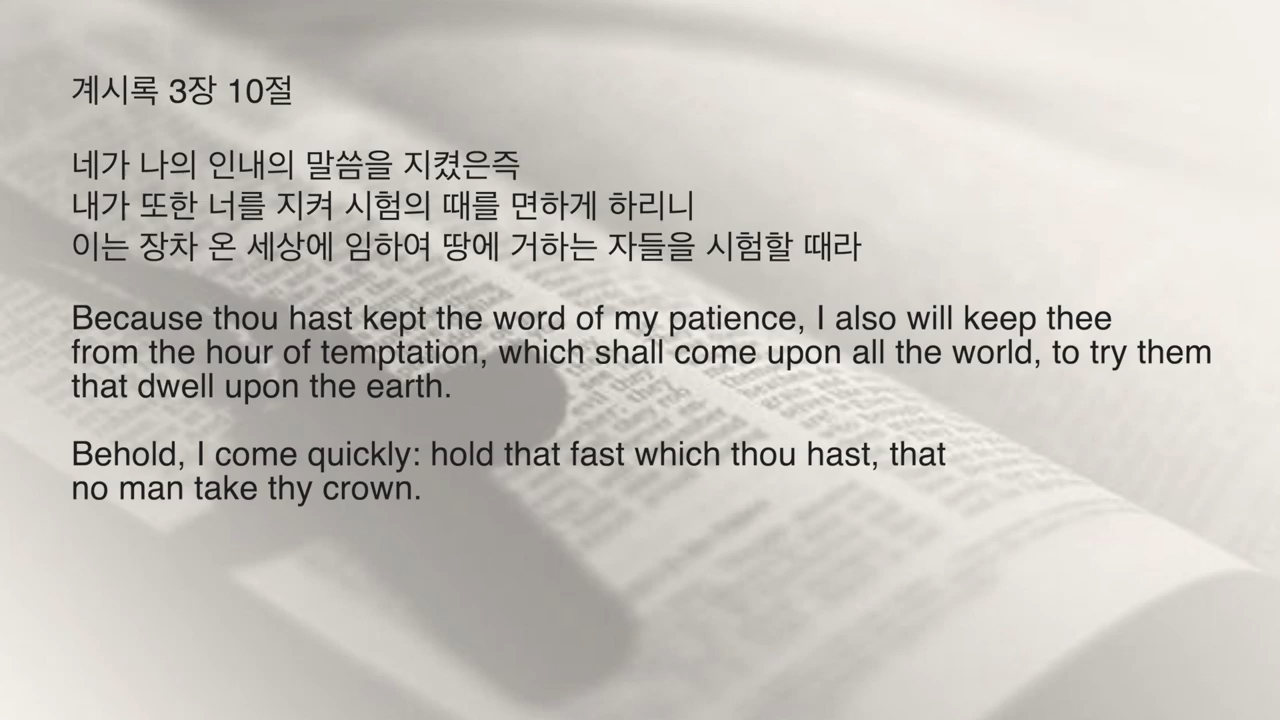 계시록 3장 10절
네가 나의 인내의 말씀을 지켰은즉
내가 또한 너를 지켜 시험의 때를 면하게 하리니
이는 장차 온 세상에 임하여 땅에 거하는 자들을 시험할 때라
Because thou hast kept the word of my patience, I also will keep thee
from the hour of temptation, which shall come upon all the world, to try them
that dwell upon the earth.
Behold, I come quickly: hold that fast which thou hast, that
no man take thy crown.